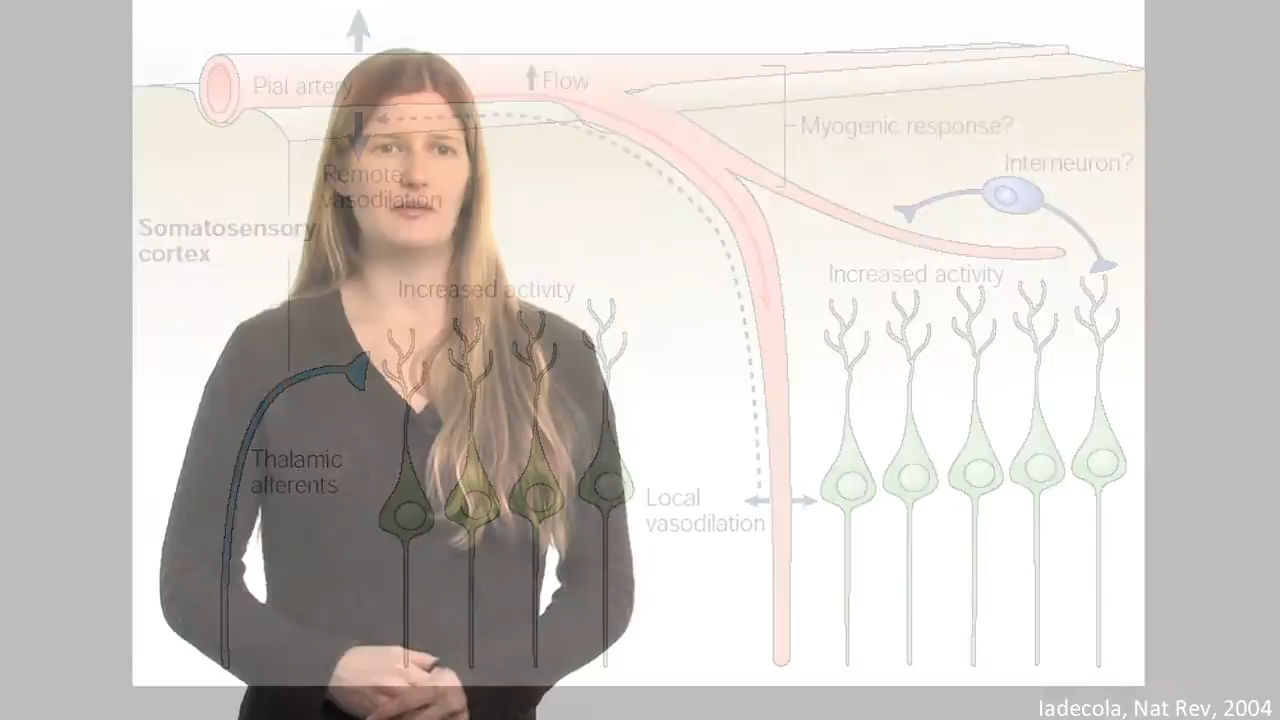 Pial artery
Flow
Myogenic response?
Interneuron?
Remote
vasodilation
Somatosensory
cortex
Increased activity
Increased activity
Thalamic
afferents
Local
vasodilation
Iadecola, Nat Rev, 2004